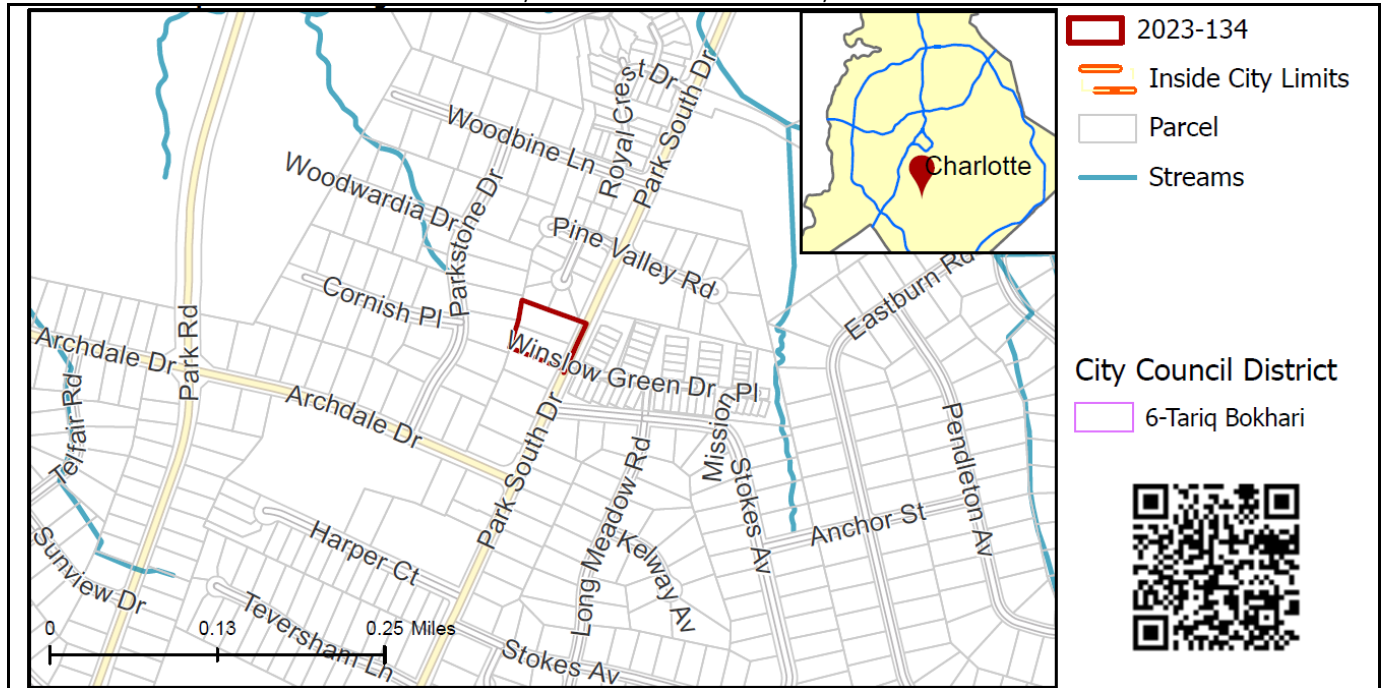 st Dr
Royal Cre
Park South Dr
Woodbine Ln
Woodwardia Dr
Parkstone Dr
Pine Valley Rd
Cornish Pl
Park Rd
Archdale Dr
Telfair Rd
Archdale Dr
Winslow Green Dr
Pl
Mission
Eastburn Rd
Pendleton Av
Park South Dr
Long Meadow Rd
Stokes Av
Anchor St
Kelway Av
Harper Ct
Sunview Dr
Teversham Ln
Stokes Av
0
0.13
0.25 Miles
Charlotte
2023-134
Inside City Limits
Parcel
Streams
City Council District
6-Tariq Bokhari